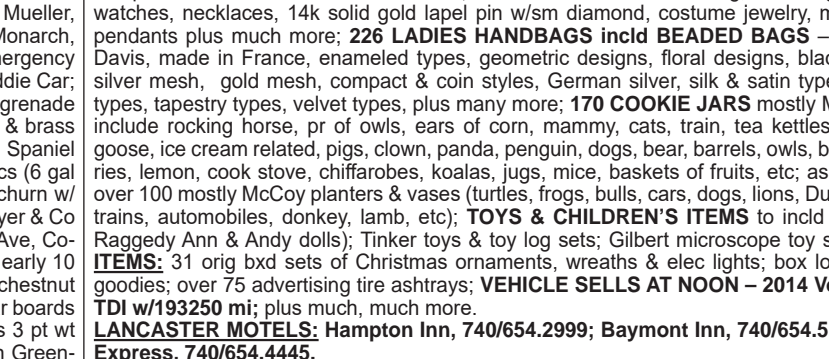 Mueller,
Monarch,
ddie Car;
grenade
& brass
Spaniel
cs (6 gal
churn w/
yer & Co
Ave, Co-
early 10
chestnut
r boards
s 3 pt wt
n Green-
watches, necklaces, 14k solid gold lapel pin w/sm diamond, costume jewelry,
pendants plus much more; 226 LADIES HANDBAGS incld BEADED BAGS –
Davis, made in France, enameled types, geometric designs, floral designs, blac
silver mesh, gold mesh, compact & coin styles, German silver, silk & satin type
types, tapestry types, velvet types, plus many more; 170 COOKIE JARS mostly M
include rocking horse, pr of owls, ears of corn, mammy, cats, train, tea kettles
goose, ice cream related, pigs, clown, panda, penguin, dogs, bear, barrels, owls, b
ries, lemon, cook stove, chiffarobes, koalas, jugs, mice, baskets of fruits, etc; as
over 100 mostly McCoy planters & vases (turtles, frogs, bulls, cars, dogs, lions, Du
trains, automobiles, donkey, lamb, etc); TOYS & CHILDREN'S ITEMS to incld
Raggedy Ann & Andy dolls); Tinker toys & toy log sets; Gilbert microscope toy s
ITEMS: 31 orig bxd sets of Christmas ornaments, wreaths & elec lights; box lo
goodies; over 75 advertising tire ashtrays; VEHICLE SELLS AT NOON – 2014 V
TDI w/193250 mi; plus much, much more.
LANCASTER MOTELS: Hampton Inn, 740/654.2999; Baymont Inn, 740/654.5
Express, 740/654.4445.